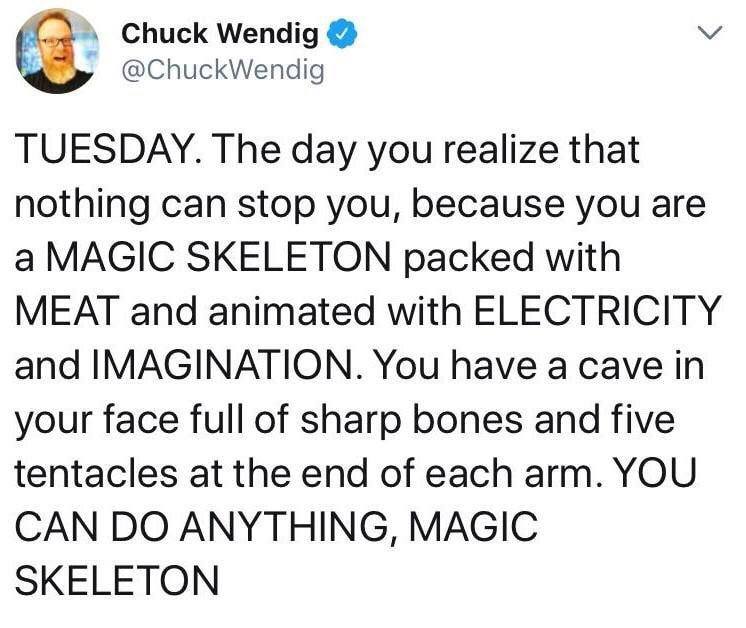 Chuck Wendig
@ChuckWendig
TUESDAY. The day you realize that
nothing can stop you, because you are
a MAGIC SKELETON packed with
MEAT and animated with ELECTRICITY
and IMAGINATION. You have a cave in
your face full of sharp bones and five
tentacles at the end of each arm. YOU
CAN DO ANYTHING, MAGIC
SKELETON